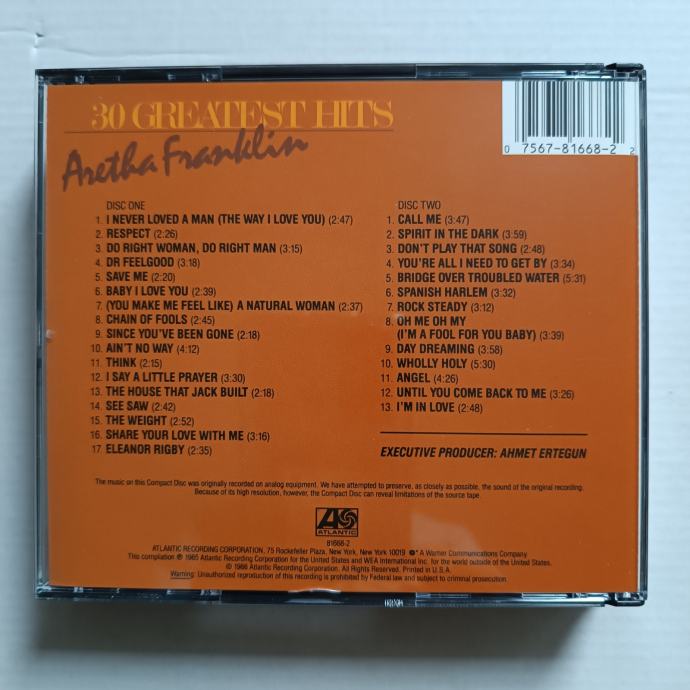 30 GREATEST HITS
Aretha Franklin
0 7567-81668-2 2
DISC ONE
1. I NEVER LOVED A MAN (THE WAY I LOVE YOU) (2:47)
2. RESPECT (2:26)
3. DO RIGHT WOMAN, DO RIGHT MAN (3:15)
4. DR FEELGOOD (3.18)
5. SAVE ME (2:20)
6. BABY I LOVE YOU (2:39)
7. (YOU MAKE ME FEEL LIKE) A NATURAL WOMAN (2:37)
8. CHAIN OF FOOLS (2:45)
9. SINCE YOU'VE BEEN GONE (2:18)
10. AIN'T NO WAY (4:12)
11. THINK (2:15)
12. I SAY A LITTLE PRAYER (3:30)
13. THE HOUSE THAT JACK BUILT (2:18)
14. SEE SAW (2:42)
15. THE WEIGHT (2:52)
16. SHARE YOUR LOVE WITH ME (3:16)
17 ELEANOR RIGBY (2:35)
DISC TWO
1. CALL ME (3:47)
2. SPIRIT IN THE DARK (3:59)
3. DON'T PLAY THAT SONG (2:48)
4. YOU'RE ALL I NEED TO GET BY (3:34)
5. BRIDGE OVER TROUBLED WATER (5:31)
6. SPANISH HARLEM (3:32)
7. ROCK STEADY (3:12)
8. OH ME OH MY
(I'M A FOOL FOR YOU BABY) (3:39)
9. DAY DREAMING (3:58)
10. WHOLLY HOLY (5:30)
11. ANGEL (4:26)
12. UNTIL YOU COME BACK TO ME (3:26)
13. I'M IN LOVE (2:48)
EXECUTIVE PRODUCER: AHMET ERTEGUN
The music on this Compact Disc was originally recorded on analog equipment. We have attempted to preserve, as closely as possible, the sound of the original recording.
Because of its high resolution, however, the Compact Disc can reveal limitations of the source tape.
ATLANTIC
81668-2
ATLANTIC RECORDING CORPORATION, 75 Rockefeller Plaza, New York, New York 10019 A Warner Communications Company
This compilation ℗ 1985 Atlantic Recording Corporation for the United States and WEA International Inc. for the world outside of the United States.
© 1986 Atlantic Recording Corporation. All Rights Reserved. Printed in U.S.A.
Warning: Unauthorized reproduction of this recording is prohibited by Federal law and subject to criminal prosecution.